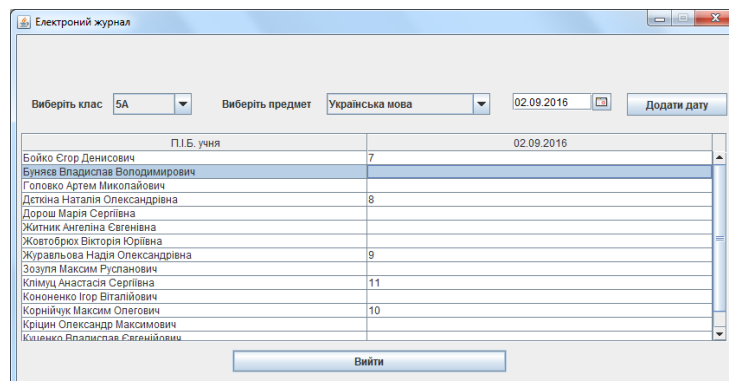 Електроний журнал
Виберіть клас 5А Виберіть предмет Українська мова 02.09.2016 Додати дату
П.І.Б. учня 02.09.2016
Бойко Єгор Денисович 7
Буняєв Владислав Володимирович
Головко Артем Миколайович
Дєткіна Наталія Олександрівна 8
Дорош Марія Сергіївна
Житник Ангеліна Євгенівна
Жовтобрюх Вікторія Юріївна
Журавльова Надія Олександрівна 9
Зозуля Максим Русланович
Клімуц Анастасія Сергіївна 11
Кононенко Ігор Віталійович
Корнійчук Максим Олегович 10
Кріцин Олександр Максимович
Куценко Владислав Євгенійович
Вийти